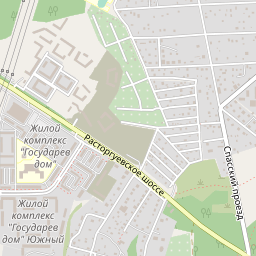 Жилой
комплекс
"Государев
дом"
Расторгуевское шоссе
Спасский проезд
Жилой
комплекс
"Государев
дом" Южный